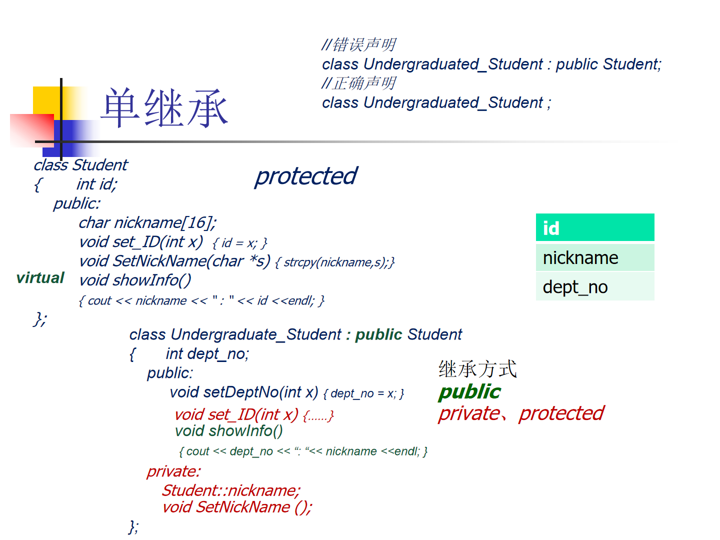 //错误声明
class Undergraduated_Student : public Student;
//正确声明
class Undergraduated_Student ;
单继承
class Student
{ int id;
protected
public:
char nickname[16];
void set_ID(int x) { id = x; }
void SetNickName(char *s) { strcpy(nickname,s);}
virtual void showInfo()
{ cout << nickname << " : " << id <<endl; }
};
id
nickname
dept_no
class Undergraduate_Student : public Student
{ int dept_no;
public:
void setDeptNo(int x) { dept_no = x; }
void set_ID(int x) {......}
void showInfo()
{ cout << dept_no << “: “<< nickname <<endl; }
private:
Student::nickname;
void SetNickName ();
};
继承方式
public
private、protected